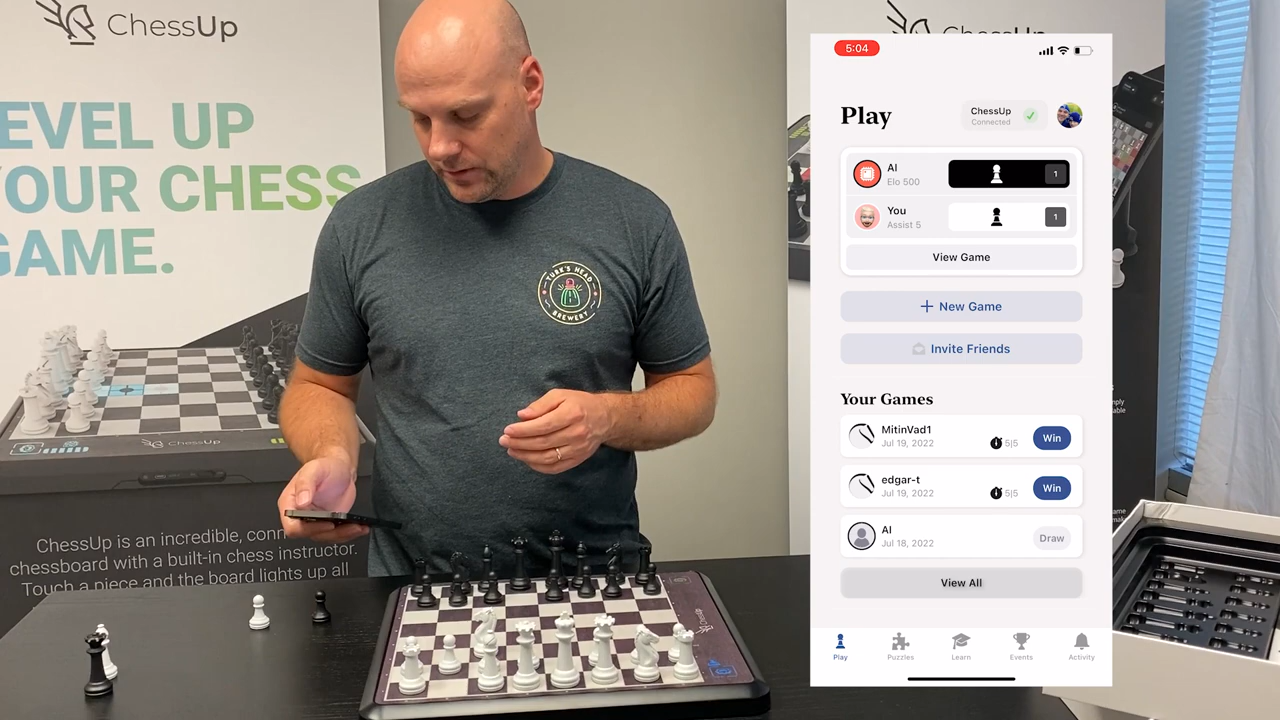 ChessUp
EVEL UP
YOUR CHESS
GAME.
ChessUp
ChessUp is an incredible, conn
chessboard with a built-in chess instructor.
Touch a piece and the board lights up all
TURK'S HEAD
BREWERY
ChessUp
5:04
Play
ChessUp
Connected
AI
Elo 500
1
You
Assist 5
1
View Game
+ New Game
Invite Friends
Your Games
MitinVad1
Jul 19, 2022
5|5
Win
edgar-t
Jul 19, 2022
5|5
Win
AI
Jul 18, 2022
Draw
View All
Play
Puzzles
Learn
Events
Activity